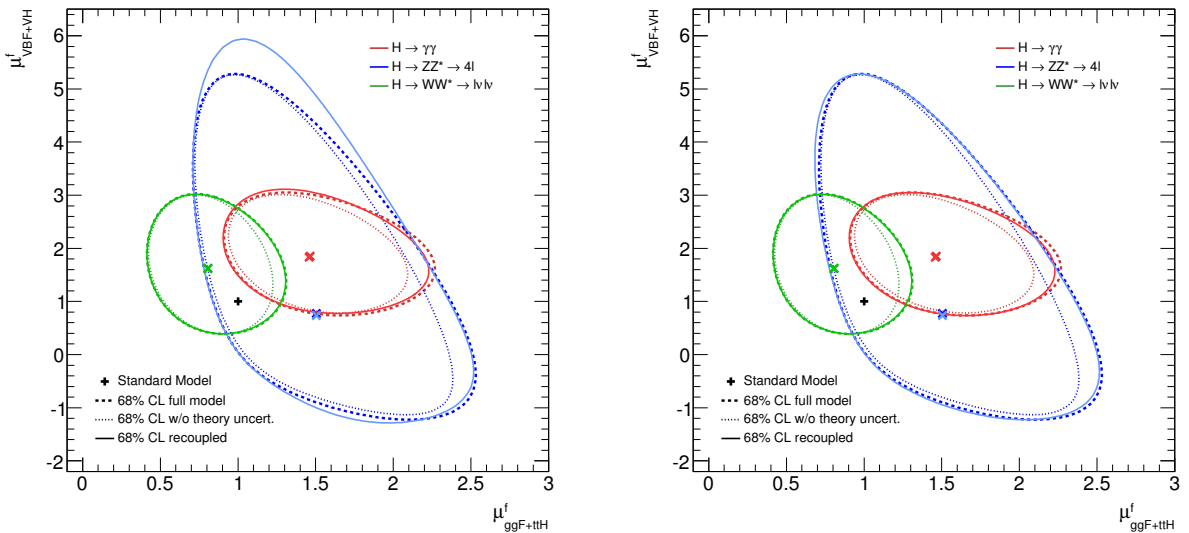 μ^f_VBF+VH
6
5
4
3
2
1
0
-1
-2
H → γγ
H → ZZ* → 4l
H → WW* → lνlν
Standard Model
68% CL full model
68% CL w/o theory uncert.
68% CL recoupled
0 0.5 1 1.5 2 2.5 3
μ^f_ggF+ttH
μ^f_VBF+VH
6
5
4
3
2
1
0
-1
-2
H → γγ
H → ZZ* → 4l
H → WW* → lνlν
Standard Model
68% CL full model
68% CL w/o theory uncert.
68% CL recoupled
0 0.5 1 1.5 2 2.5 3
μ^f_ggF+ttH